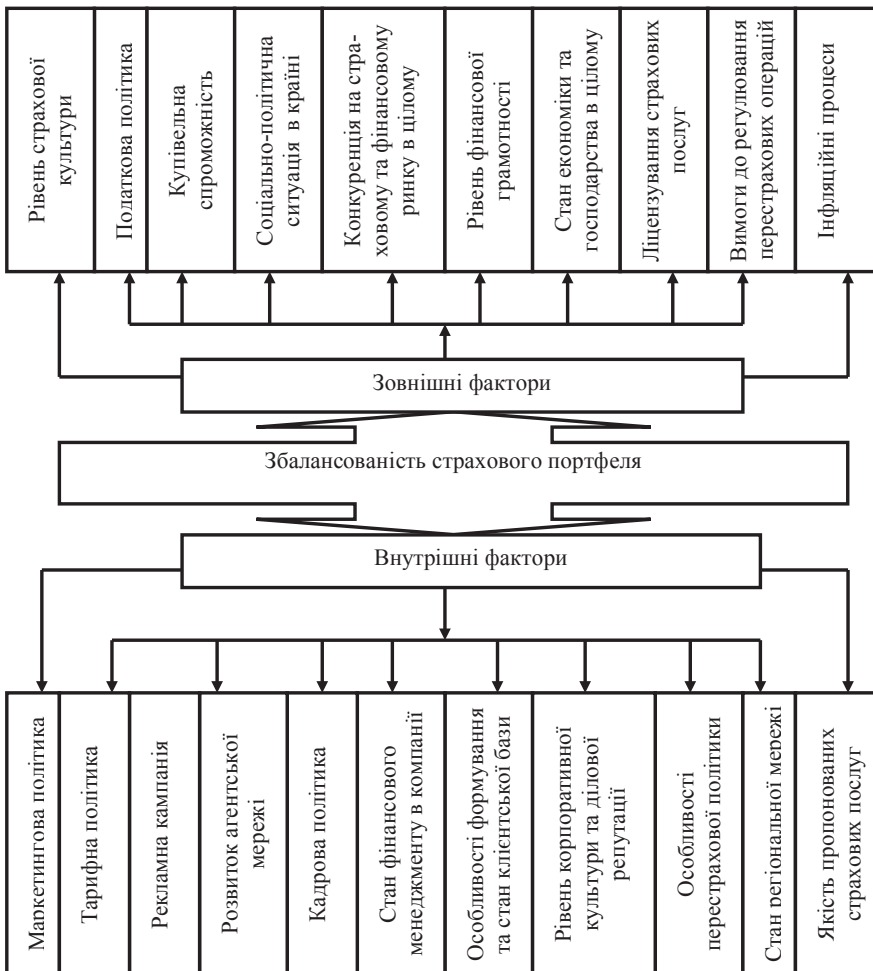 Рівень страхової
культури
Податкова політика
Купівельна
спроможність
Соціально-політична
ситуація в країні
Конкуренція на стра-
ховому та фінансовому
ринку в цілому
Рівень фінансової
грамотності
Стан економіки та
господарства в цілому
Ліцензування страхових
послуг
Вимоги до регулювання
перестрахових операцій
Інфляційні процеси
Зовнішні фактори
Збалансованість страхового портфеля
Внутрішні фактори
Маркетингова політика
Тарифна політика
Рекламна кампанія
Розвиток агентської
мережі
Кадрова політика
Стан фінансового
менеджменту в компанії
Особливості формування
та стан клієнтської бази
Рівень корпоративної
культури та ділової
репутації
Особливості
перестрахової політики
Стан регіональної мережі
Якість пропонованих
страхових послуг